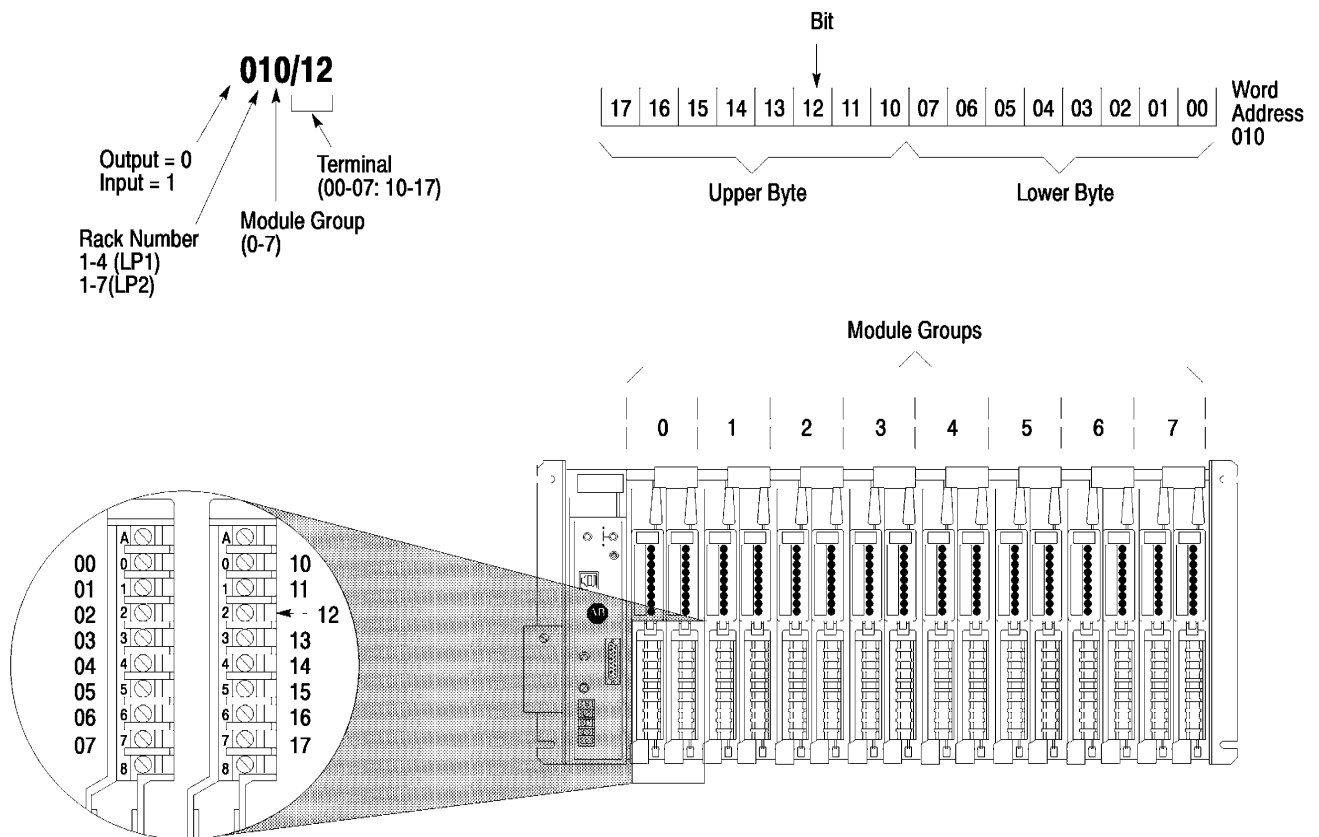 010/12
Output = 0
Input = 1
Terminal
(00-07: 10-17)
Module Group
(0-7)
Rack Number
1-4 (LP1)
1-7(LP2)
Bit
17 16 15 14 13 12 11 10 07 06 05 04 03 02 01 00
Word
Address
010
Upper Byte
Lower Byte
Module Groups
0 1 2 3 4 5 6 7
A A
00 0 0 10
01 1 1 11
02 2 2 12
03 3 3 13
04 4 4 14
05 5 5 15
06 6 6 16
07 7 7 17
8 8
AB